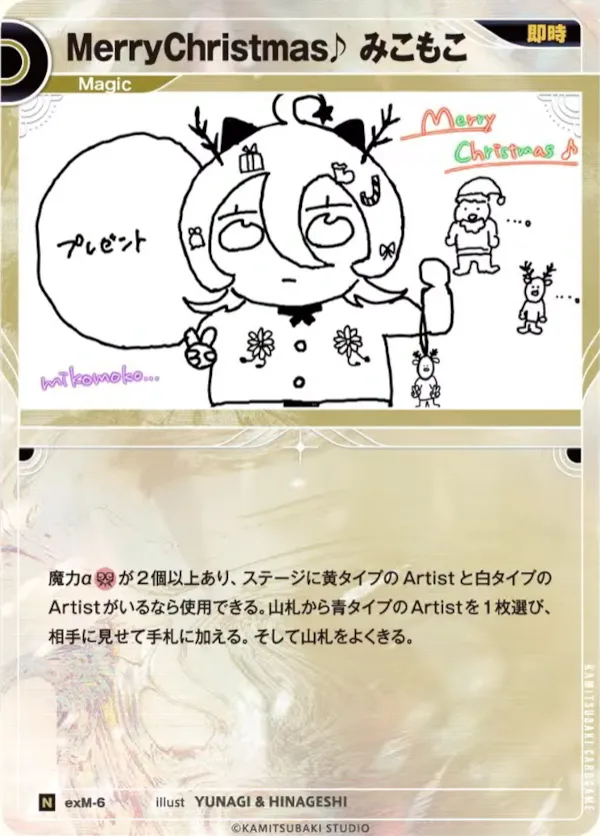 MerryChristmas♪ みこもこ
即時
Magic
Merry
Christmas♪
プレゼント
mikomoko...
魔力αが2個以上あり、ステージに黄タイプのArtistと白タイプの
Artistがいるなら使用できる。山札から青タイプのArtistを1枚選び、
相手に見せて手札に加える。そして山札をよくきる。
KAMITSUBAKI CARDGAME
N exM-6 illust YUNAGI & HINAGESHI
©KAMITSUBAKI STUDIO